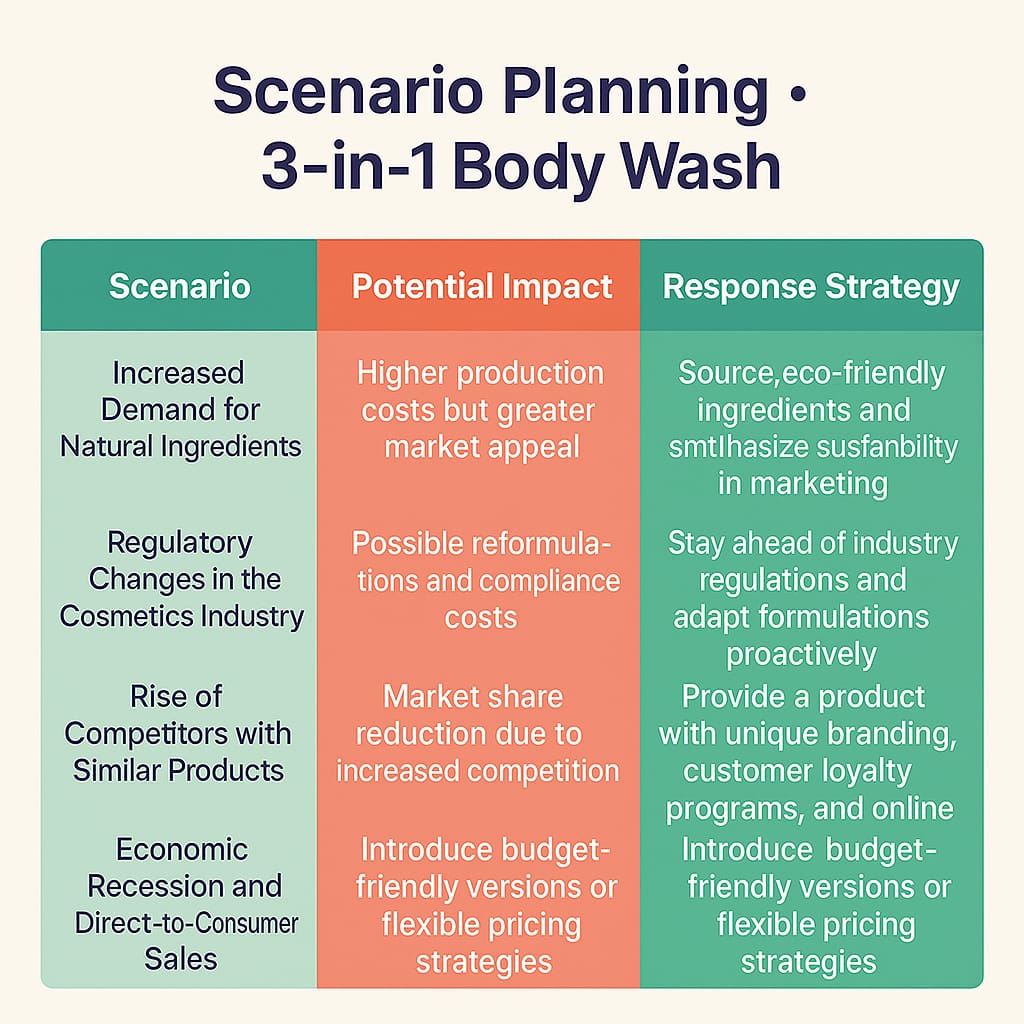 Scenario Planning •
3-in-1 Body Wash
Scenario
Potential Impact
Response Strategy
Increased
Demand for
Natural Ingredients
Higher production
costs but greater
market appeal
Source,eco-friendly
ingredients and
smtlhasize susfanbility
in marketing
Regulatory
Changes in the
Cosmetics Industry
Possible reformula-
tions and compliance
costs
Stay ahead of industry
regulations and
adapt formulations
proactively
Rise of
Competitors with
Similar Products
Market share
reduction due to
increased competition
Provide a product
with unique branding,
customer loyalty
programs, and online
Economic
Recession and
Direct-to-Consumer
Sales
Introduce budget-
friendly versions or
flexible pricing
strategies
Introduce budget-
friendly versions or
flexible pricing
strategies